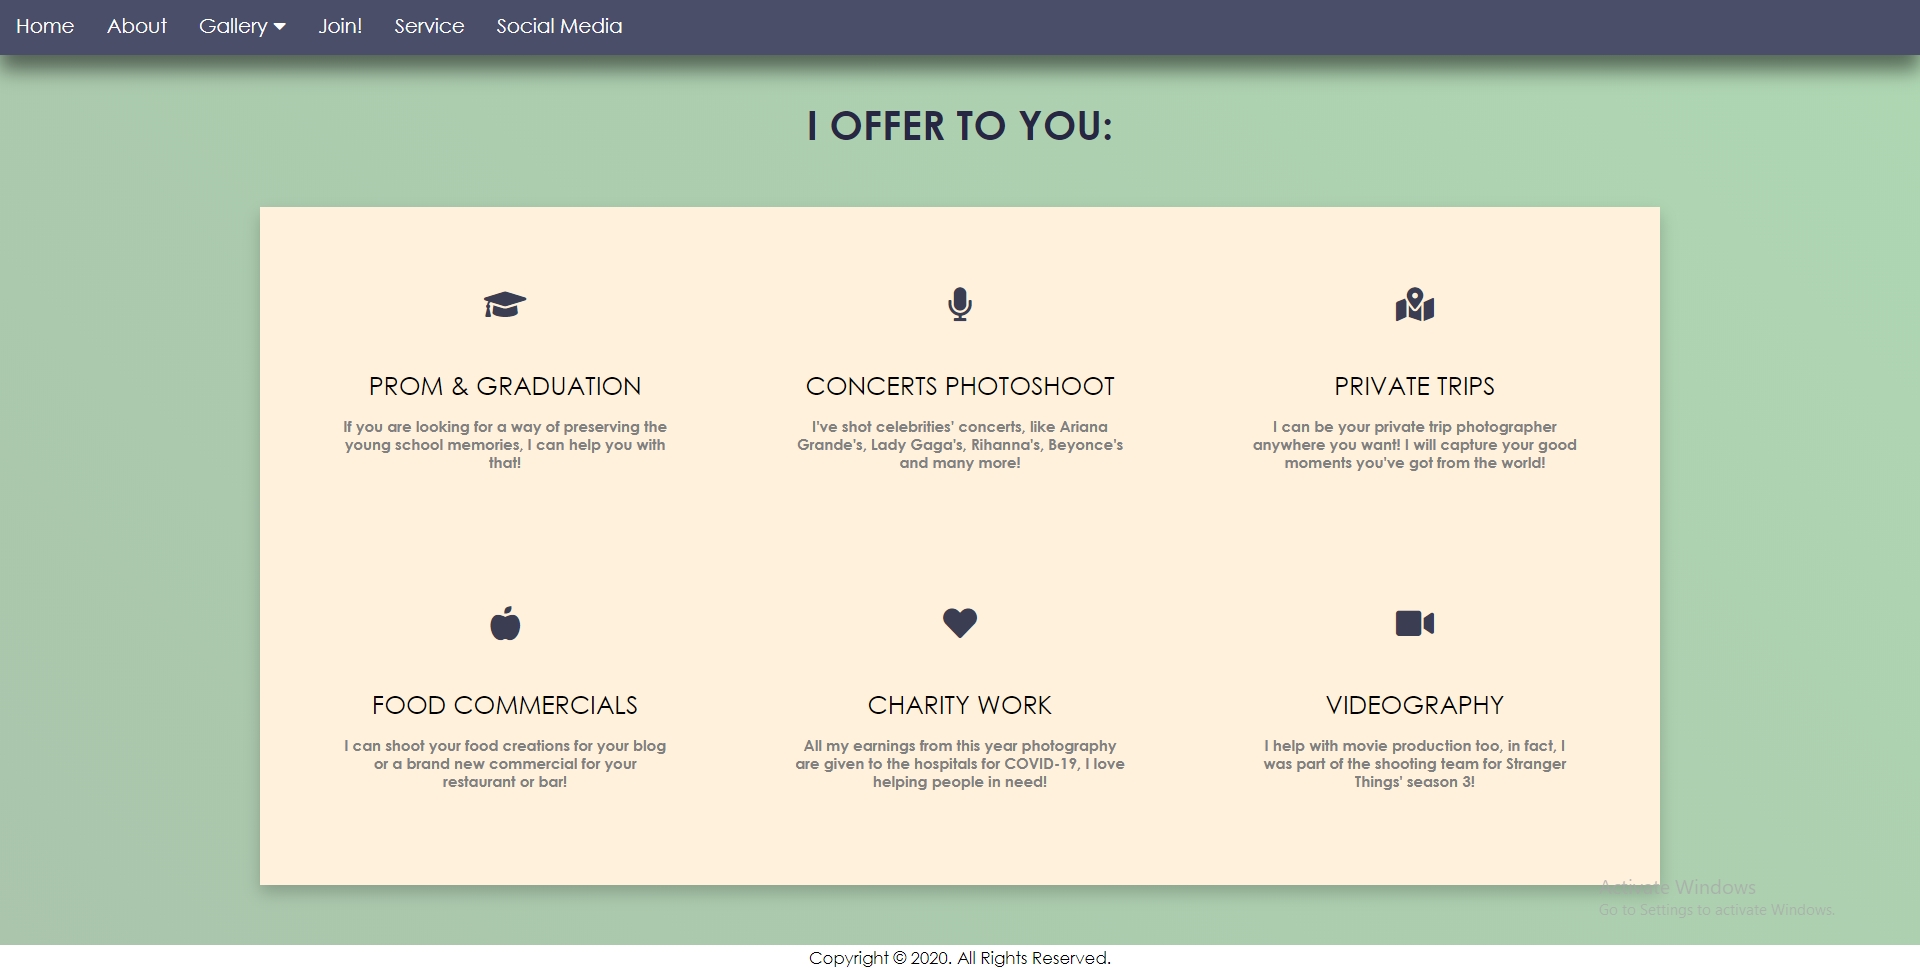 Home About Gallery Join! Service Social Media
I OFFER TO YOU:
PROM & GRADUATION
If you are looking for a way of preserving the
young school memories, I can help you with
that!
CONCERTS PHOTOSHOOT
I've shot celebrities' concerts, like Ariana
Grande's, Lady Gaga's, Rihanna's, Beyonce's
and many more!
PRIVATE TRIPS
I can be your private trip photographer
anywhere you want! I will capture your good
moments you've got from the world!
FOOD COMMERCIALS
I can shoot your food creations for your blog
or a brand new commercial for your
restaurant or bar!
CHARITY WORK
All my earnings from this year photography
are given to the hospitals for COVID-19, I love
helping people in need!
VIDEOGRAPHY
I help with movie production too, in fact, I
was part of the shooting team for Stranger
Things' season 3!
Activate Windows
Go to Settings to activate Windows.
Copyright © 2020. All Rights Reserved.